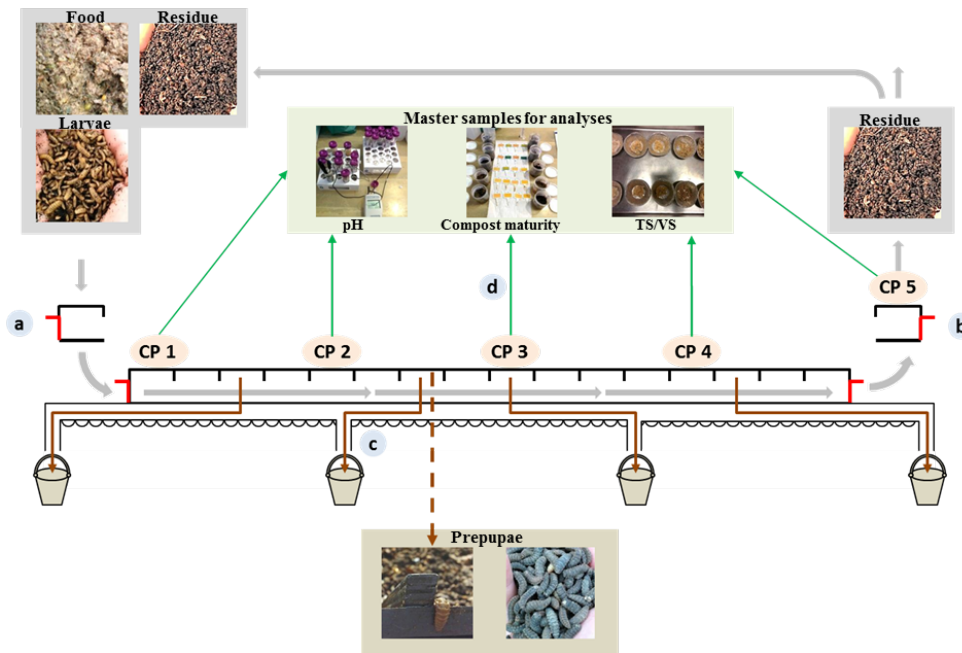 Food Residue
Larvae
Master samples for analyses
pH Compost maturity TS/VS
Residue
a
d
CP 5
b
CP 1 CP 2 CP 3 CP 4
c
Prepupae